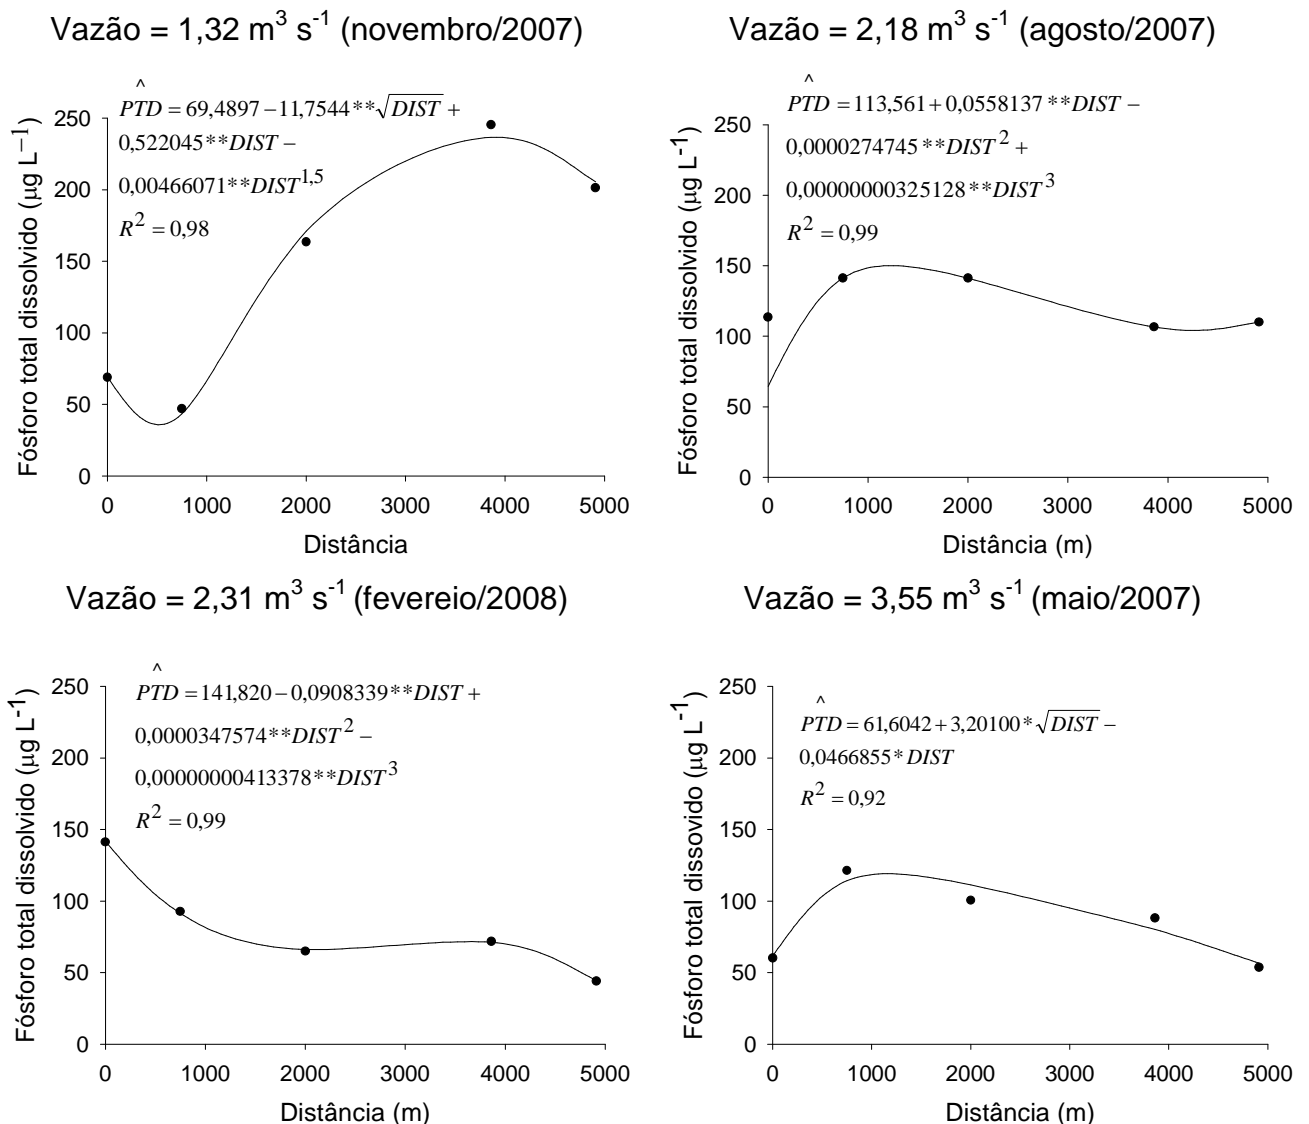 Vazão = 1,32 m³ s⁻¹ (novembro/2007)
^
PTD = 69,4897 − 11,7544 **√DIST +
0,522045 **DIST −
0,00466071 **DIST^1,5
R² = 0,98
Fósforo total dissolvido (µg L⁻¹)
250
200
150
100
50
0
0 1000 2000 3000 4000 5000
Distância
Vazão = 2,18 m³ s⁻¹ (agosto/2007)
^
PTD = 113,561 + 0,0558137 **DIST −
0,0000274745 **DIST² +
0,00000000325128 **DIST³
R² = 0,99
Fósforo total dissolvido (µg L⁻¹)
250
200
150
100
50
0
0 1000 2000 3000 4000 5000
Distância (m)
Vazão = 2,31 m³ s⁻¹ (fevereio/2008)
^
PTD = 141,820 − 0,0908339 **DIST +
0,0000347574 **DIST² −
0,00000000413378 **DIST³
R² = 0,99
Fósforo total dissolvido (µg L⁻¹)
250
200
150
100
50
0
0 1000 2000 3000 4000 5000
Distância (m)
Vazão = 3,55 m³ s⁻¹ (maio/2007)
^
PTD = 61,6042 + 3,20100 *√DIST −
0,0466855 * DIST
R² = 0,92
Fósforo total dissovido (µg L⁻¹)
250
200
150
100
50
0
0 1000 2000 3000 4000 5000
Distância (m)